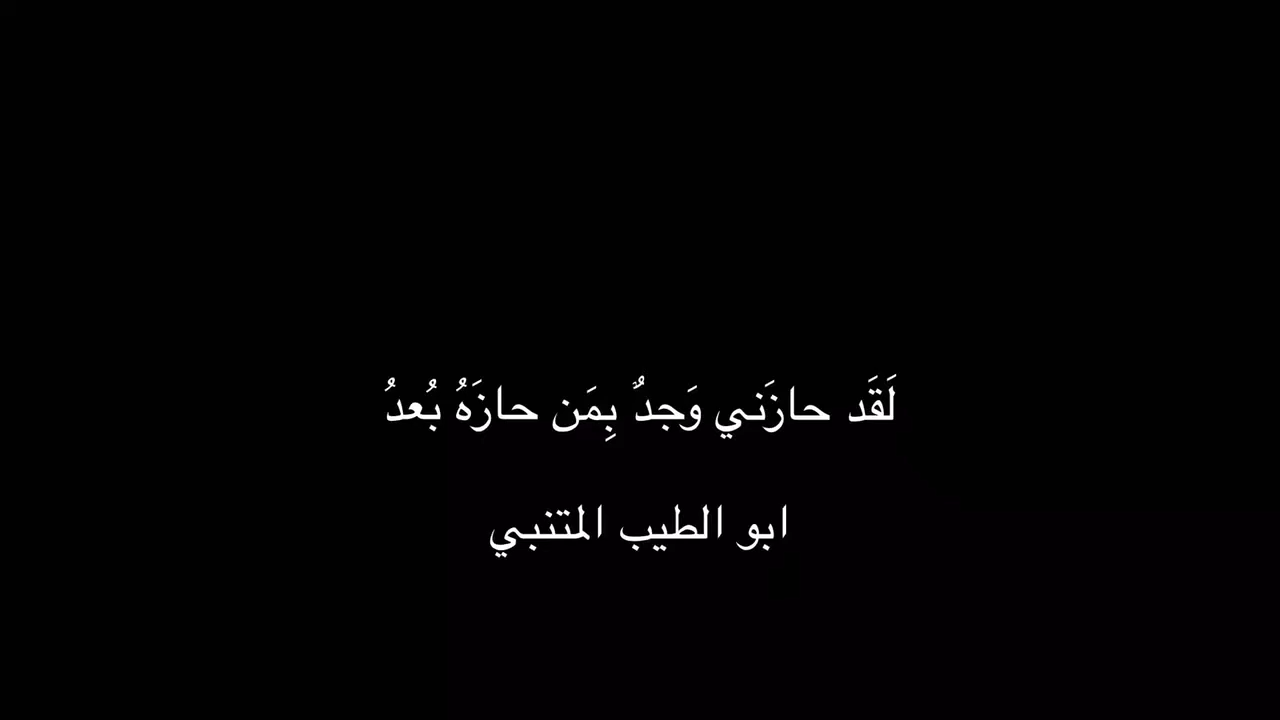 لَقَد حازَني وَجدٌ بِمَن حازَهُ بُعدُ
ابو الطيب المتنبي